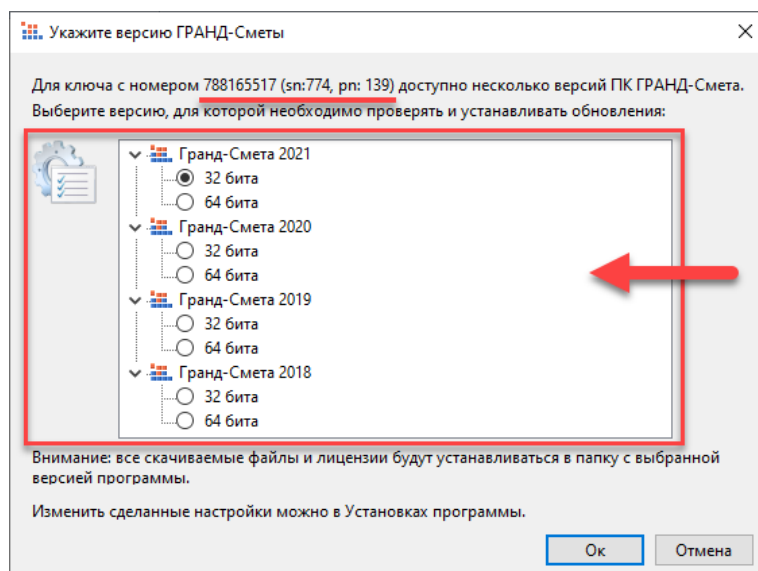 Укажите версию ГРАНД-Сметы
Для ключа с номером 788165517 (sn:774, pn: 139) доступно несколько версий ПК ГРАНД-Смета.
Выберите версию, для которой необходимо проверять и устанавливать обновления:
Гранд-Смета 2021
32 бита
64 бита
Гранд-Смета 2020
32 бита
64 бита
Гранд-Смета 2019
32 бита
64 бита
Гранд-Смета 2018
32 бита
64 бита
Внимание: все скачиваемые файлы и лицензии будут устанавливаться в папку с выбранной
версией программы.
Изменить сделанные настройки можно в Установках программы.
Ок
Отмена